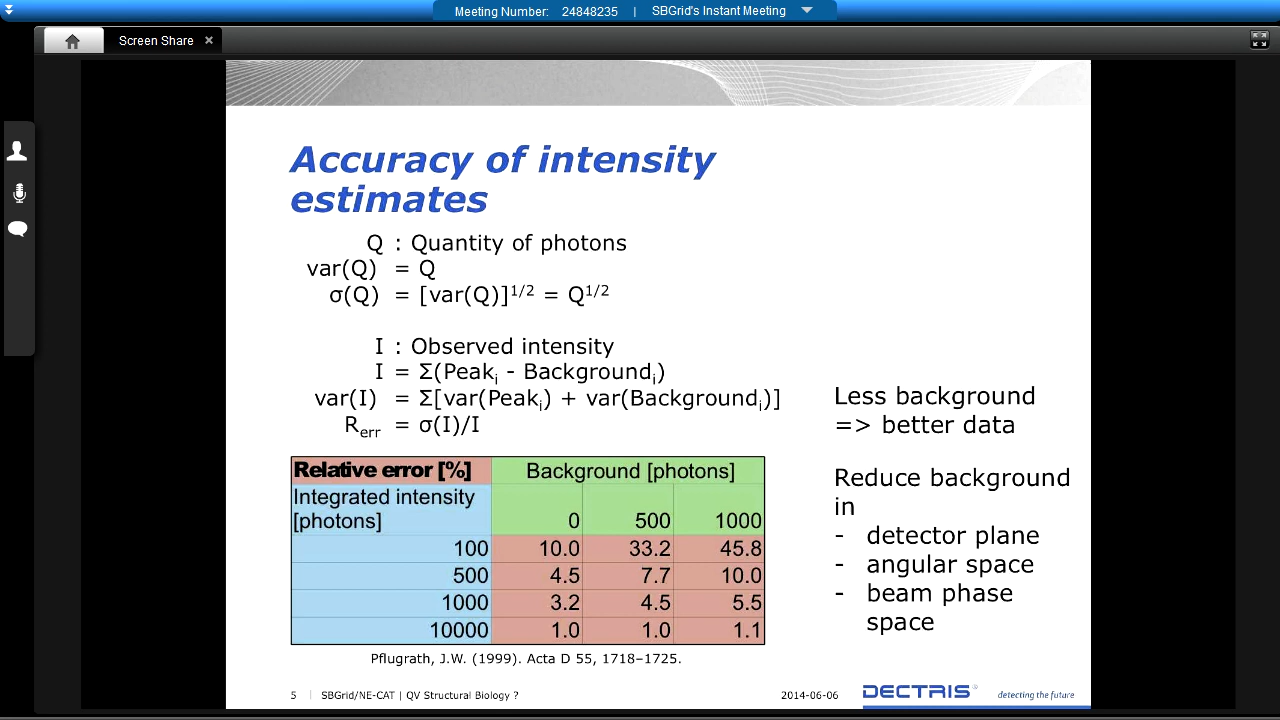 Meeting Number: 24848235 | SBGrid's Instant Meeting
Screen Share ×
Accuracy of intensity
estimates
Q : Quantity of photons
var(Q) = Q
σ(Q) = [var(Q)]1/2 = Q1/2
I : Observed intensity
I = Σ(Peaki - Backgroundi)
var(I) = Σ[var(Peaki) + var(Backgroundi)]
Rerr = σ(I)/I
Less background
=> better data
Reduce background
in
- detector plane
- angular space
- beam phase
space
Relative error [%] Background [photons]
Integrated intensity
[photons] 0 500 1000
100 10.0 33.2 45.8
500 4.5 7.7 10.0
1000 3.2 4.5 5.5
10000 1.0 1.0 1.1
Pflugrath, J.W. (1999). Acta D 55, 1718–1725.
5 | SBGrid/NE-CAT | QV Structural Biology ? 2014-06-06 DECTRIS® detecting the future